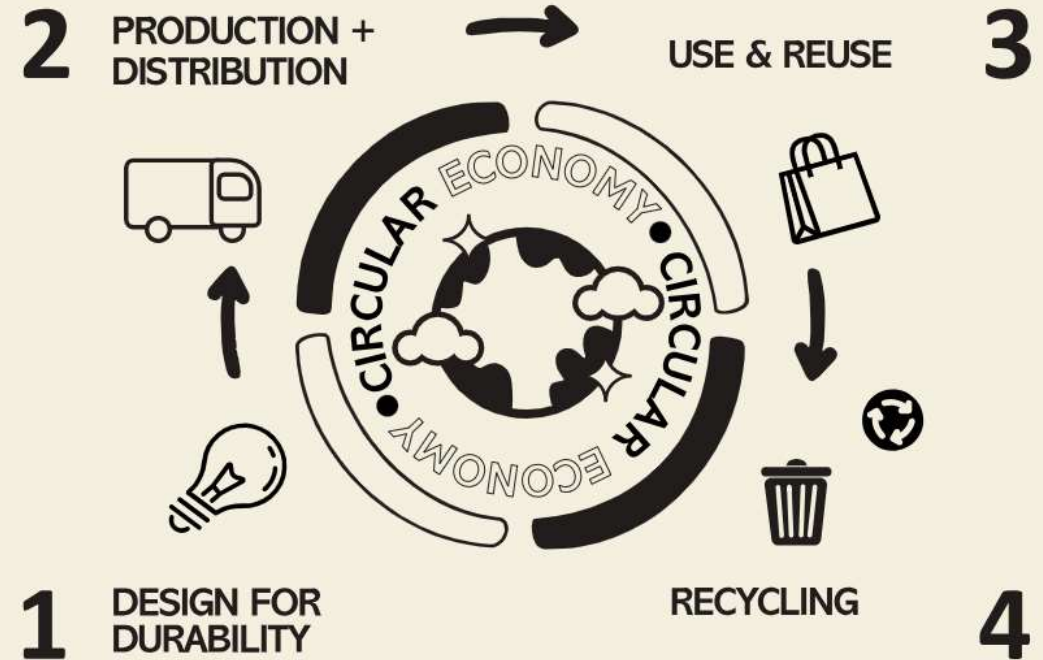 2 PRODUCTION +
DISTRIBUTION
USE & REUSE 3
CIRCULAR ECONOMY • CIRCULAR ECONOMY •
1 DESIGN FOR
DURABILITY
RECYCLING 4